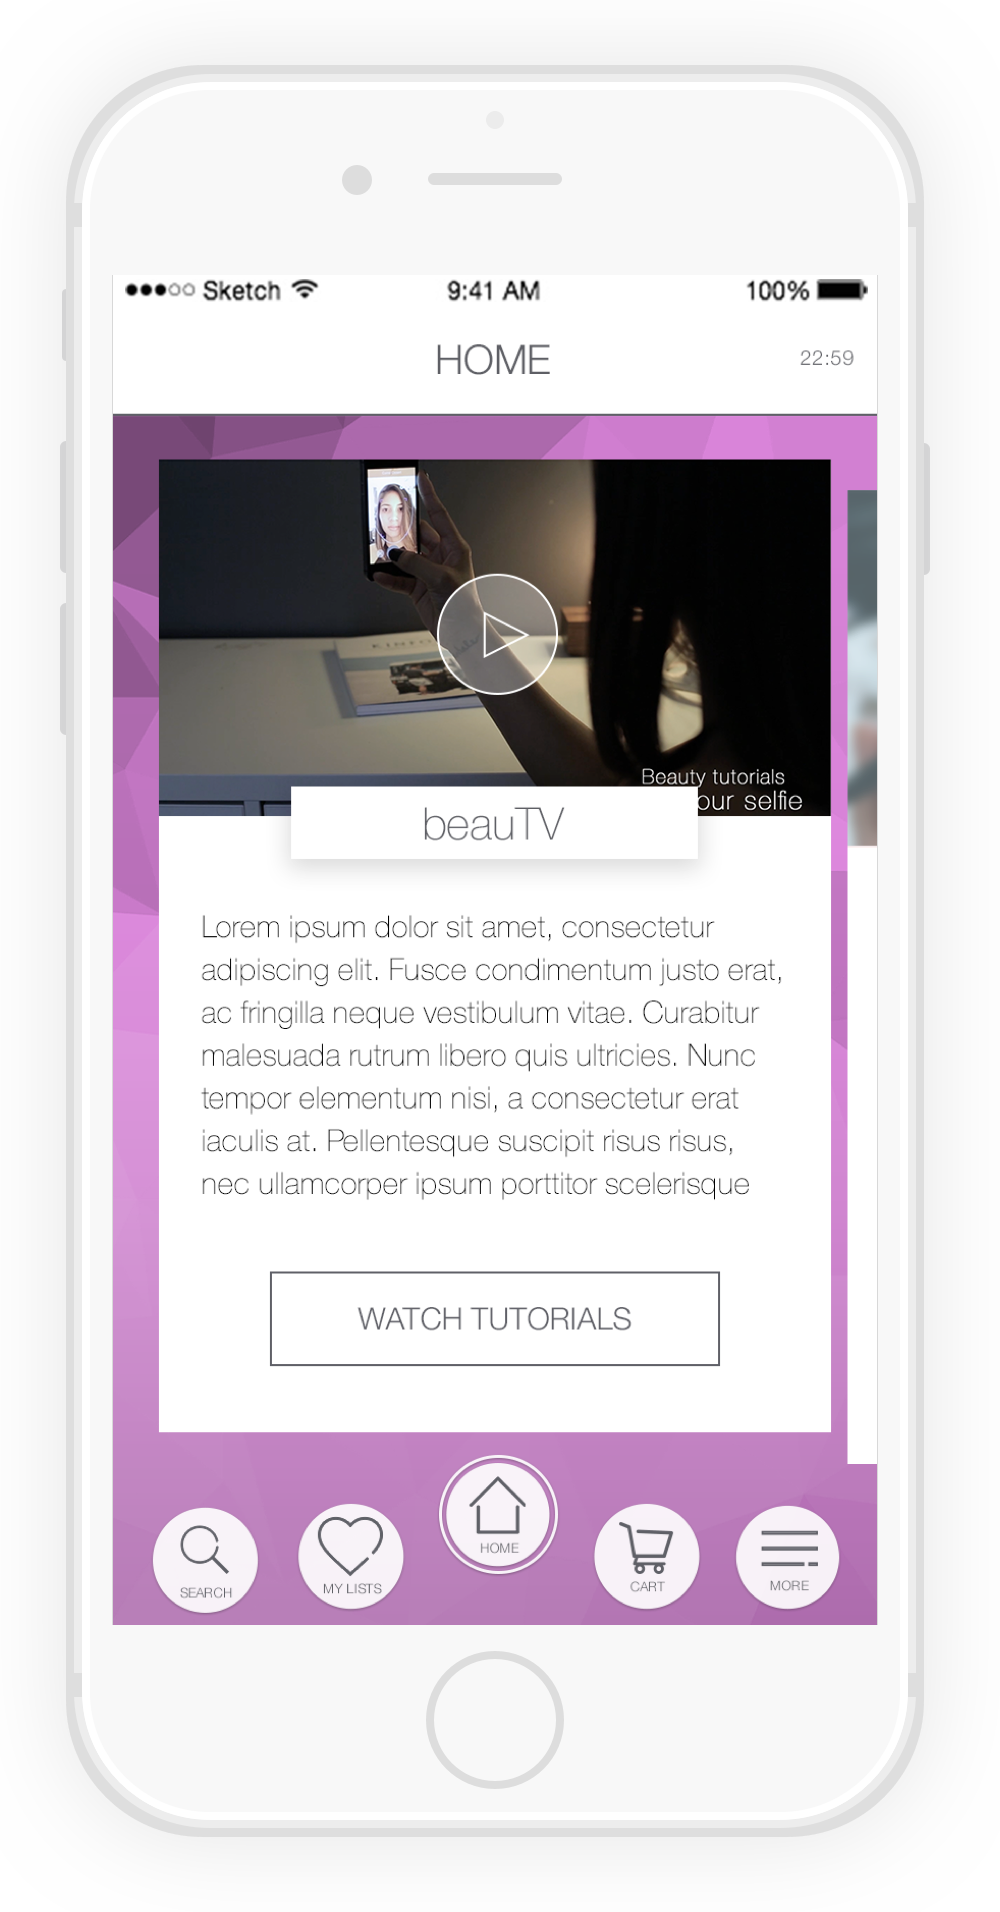 Sketch 9:41 AM 100%
HOME 22:59
KINFO
Beauty tutorials
our selfie
beauTV
Lorem ipsum dolor sit amet, consectetur
adipiscing elit. Fusce condimentum justo erat,
ac fringilla neque vestibulum vitae. Curabitur
malesuada rutrum libero quis ultricies. Nunc
tempor elementum nisi, a consectetur erat
iaculis at. Pellentesque suscipit risus risus,
nec ullamcorper ipsum porttitor scelerisque
WATCH TUTORIALS
SEARCH MY LISTS HOME CART MORE